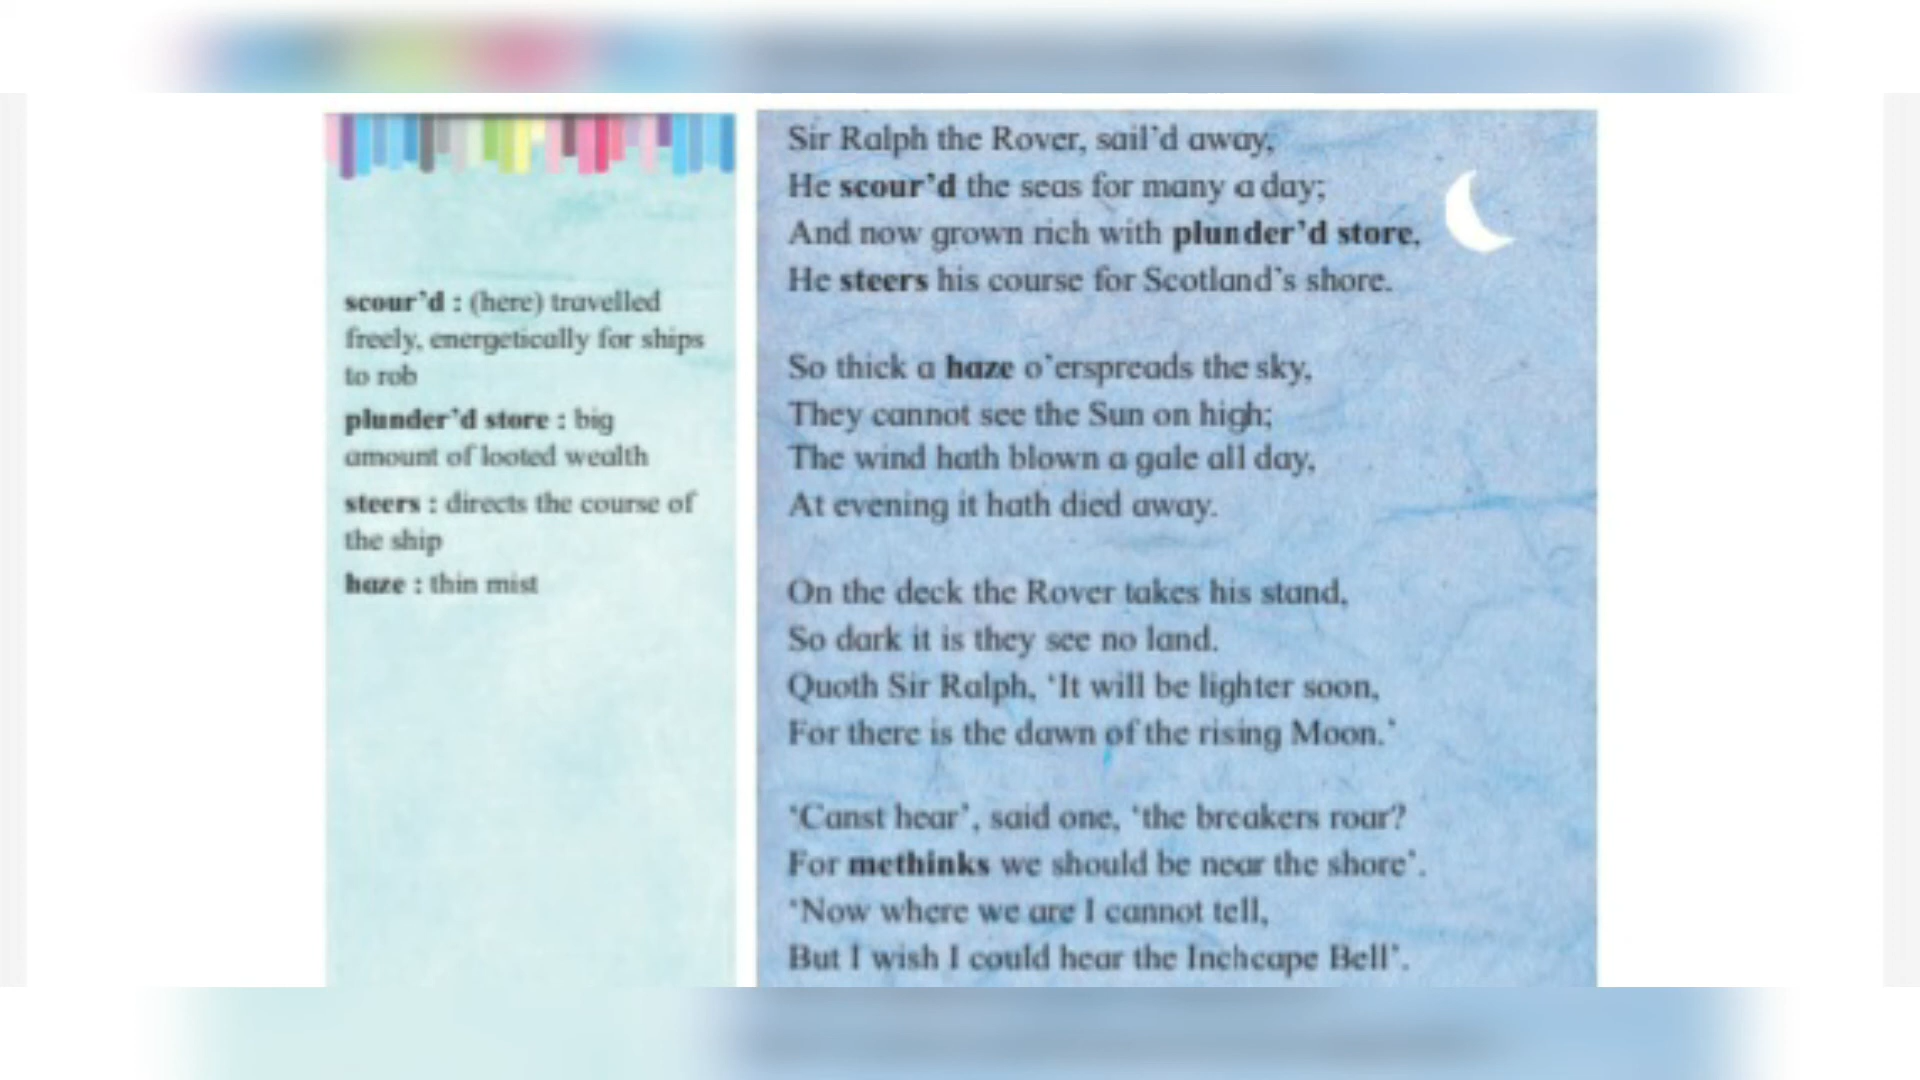 scour'd : (here) travelled
freely, energetically for ships
to rob
plunder'd store : big
amount of looted wealth
steers : directs the course of
the ship
haze : thin mist
Sir Ralph the Rover, sail'd away,
He scour'd the seas for many a day;
And now grown rich with plunder'd store,
He steers his course for Scotland's shore.
So thick a haze o'erspreads the sky,
They cannot see the Sun on high;
The wind hath blown a gale all day,
At evening it hath died away.
On the deck the Rover takes his stand,
So dark it is they see no land.
Quoth Sir Ralph, 'It will be lighter soon,
For there is the dawn of the rising Moon.'
'Canst hear', said one, 'the breakers roar?
For methinks we should be near the shore'.
'Now where we are I cannot tell,
But I wish I could hear the Inchcape Bell'.